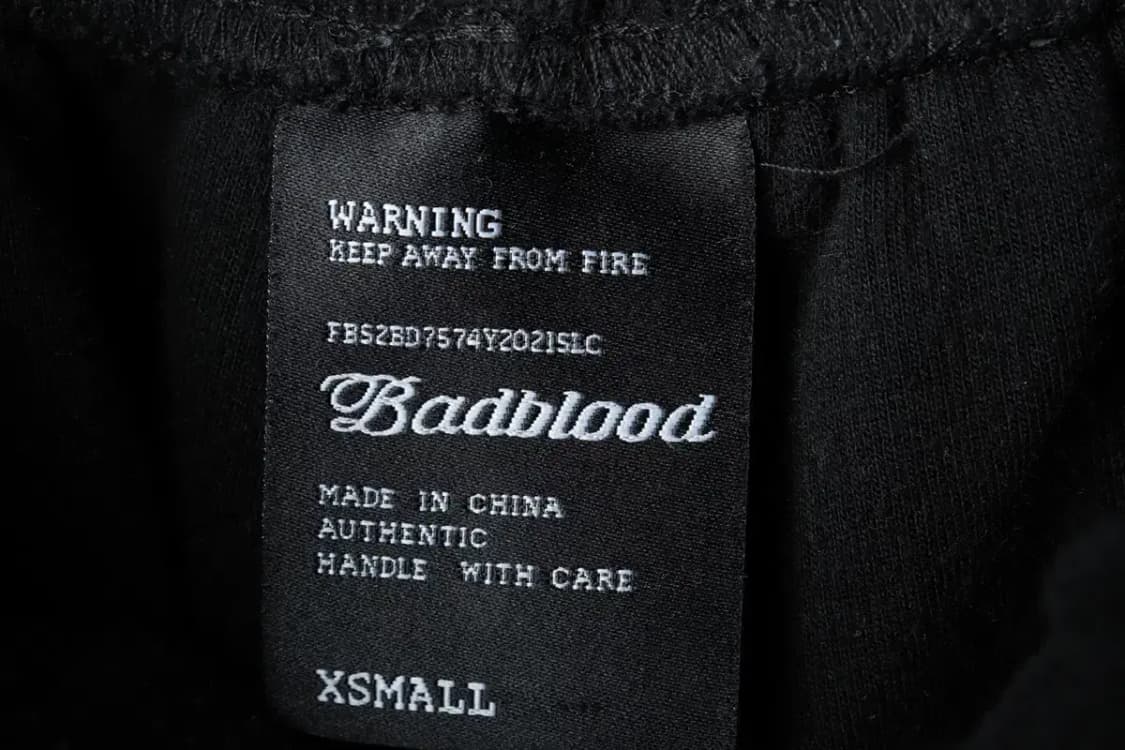 WARNING
KEEP AWAY FROM FIRE
FBS2BD7574Y2021SLC
Badblood
MADE IN CHINA
AUTHENTIC
HANDLE WITH CARE
XSMALL